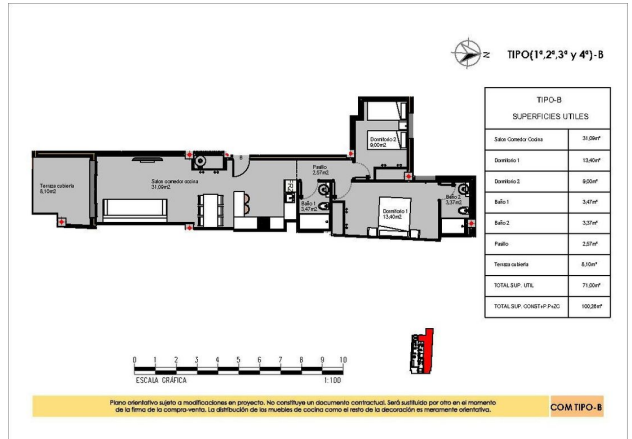 N
TIPO(1ª,2ª,3ª y 4ª)-B
TIPO-B
SUPERFICIES UTILES
Salon Comedor Cocina 31,09m²
Dormitorio 1 13,40m²
Dormitorio 2 9,00m²
Baño 1 3,47m²
Baño 2 3,37m²
Pasillo 2,57m²
Terraza cubierta 8,10m²
TOTAL SUP. UTIL 71,00m²
TOTAL SUP. CONST+P.P+ZC 100,26m²
Dormitorio 2
9,00m2
Pasillo
2,57m2
Terraza cubierta
8,10m2
Salon comedor cocina
31,09m2
Baño 1
3,47m2
Dormitorio 1
13,40m2
Baño 2
3,37m2
0 1 2 3 4 5 6 7 8 9 10
ESCALA GRÁFICA 1:100
Plano orientativo sujeto a modificaciones en proyecto. No constituye un documento contractual. Será sustituido por otro en el momento
de la firma de la compra-venta. La distribución de los muebles de cocina como el resto de la decoración es meramente orientativa.
COM TIPO-B